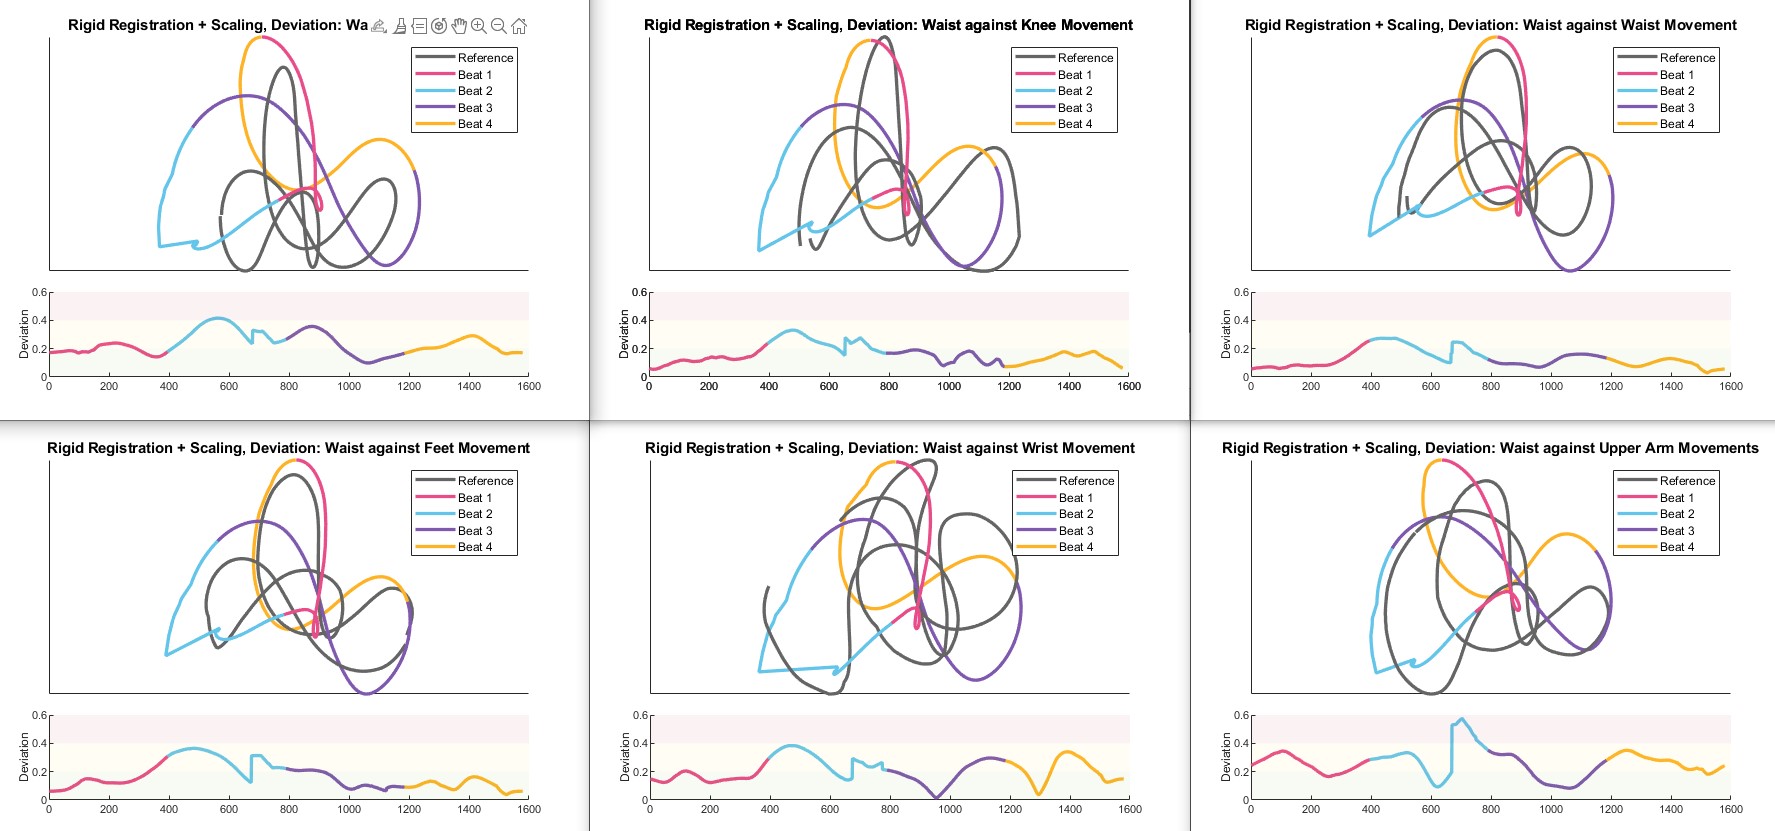 Rigid Registration + Scaling, Deviation: Wa
Reference
Beat 1
Beat 2
Beat 3
Beat 4
0.6
0.4
0.2
0
Deviation
0 200 400 600 800 1000 1200 1400 1600
Rigid Registration + Scaling, Deviation: Waist against Knee Movement
Reference
Beat 1
Beat 2
Beat 3
Beat 4
0.6
0.4
0.2
0
Deviation
0 200 400 600 800 1000 1200 1400 1600
Rigid Registration + Scaling, Deviation: Waist against Waist Movement
Reference
Beat 1
Beat 2
Beat 3
Beat 4
0.6
0.4
0.2
0
Deviation
0 200 400 600 800 1000 1200 1400 1600
Rigid Registration + Scaling, Deviation: Waist against Feet Movement
Reference
Beat 1
Beat 2
Beat 3
Beat 4
0.6
0.4
0.2
0
Deviation
0 200 400 600 800 1000 1200 1400 1600
Rigid Registration + Scaling, Deviation: Waist against Wrist Movement
Reference
Beat 1
Beat 2
Beat 3
Beat 4
0.6
0.4
0.2
0
Deviation
0 200 400 600 800 1000 1200 1400 1600
Rigid Registration + Scaling, Deviation: Waist against Upper Arm Movements
Reference
Beat 1
Beat 2
Beat 3
Beat 4
0.6
0.4
0.2
0
Deviation
0 200 400 600 800 1000 1200 1400 1600